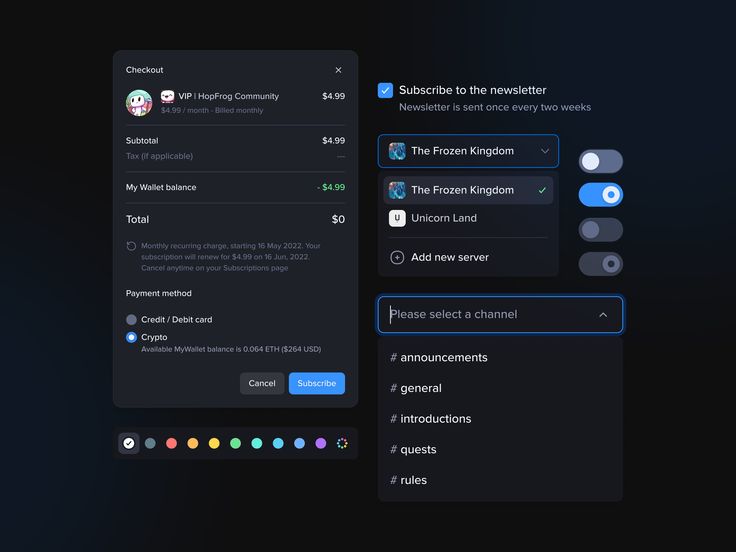 Checkout
VIP | HopFrog Community $4.99
$4.99 / month - Billed monthly
Subtotal $4.99
Tax (if applicable) —
My Wallet balance - $4.99
Total $0
Monthly recurring charge, starting 16 May 2022. Your
subscription will renew for $4.99 on 16 Jun, 2022.
Cancel anytime on your Subscriptions page
Payment method
Credit / Debit card
Crypto
Available MyWallet balance is 0.064 ETH ($264 USD)
Cancel Subscribe
Subscribe to the newsletter
Newsletter is sent once every two weeks
The Frozen Kingdom
The Frozen Kingdom
U Unicorn Land
Add new server
Please select a channel
# announcements
# general
# introductions
# quests
# rules